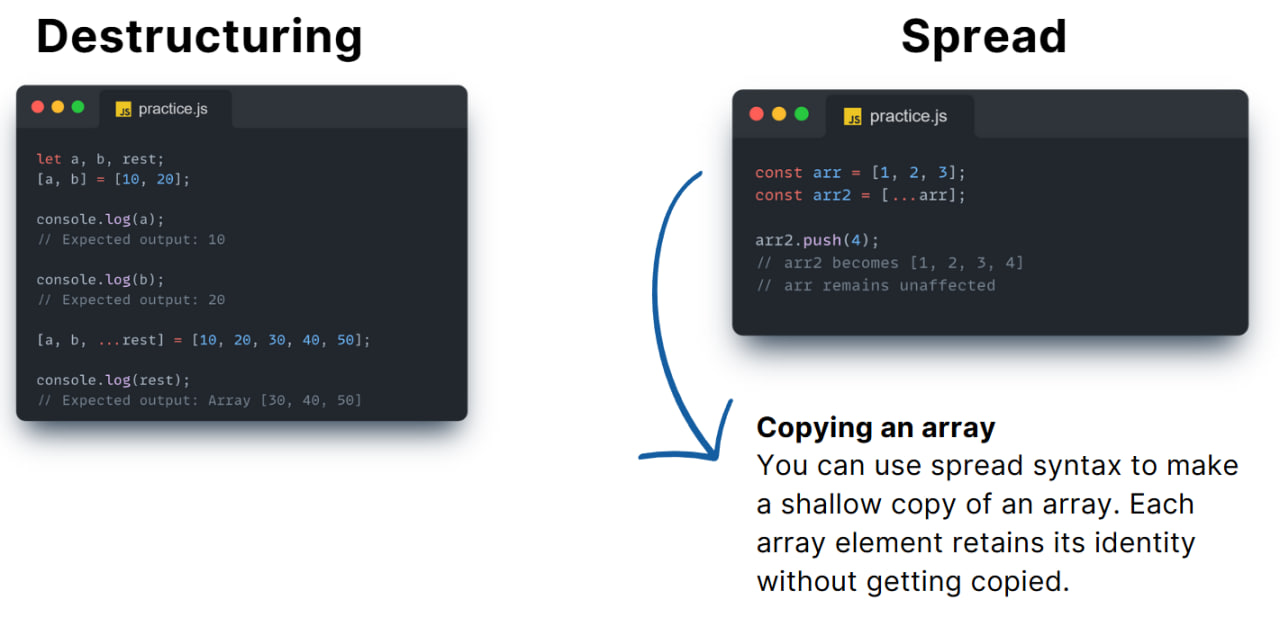 Destructuring
JS practice.js
let a, b, rest;
[a, b] = [10, 20];
console.log(a);
// Expected output: 10
console.log(b);
// Expected output: 20
[a, b, ...rest] = [10, 20, 30, 40, 50];
console.log(rest);
// Expected output: Array [30, 40, 50]
Spread
JS practice.js
const arr = [1, 2, 3];
const arr2 = [...arr];
arr2.push(4);
// arr2 becomes [1, 2, 3, 4]
// arr remains unaffected
Copying an array
You can use spread syntax to make
a shallow copy of an array. Each
array element retains its identity
without getting copied.